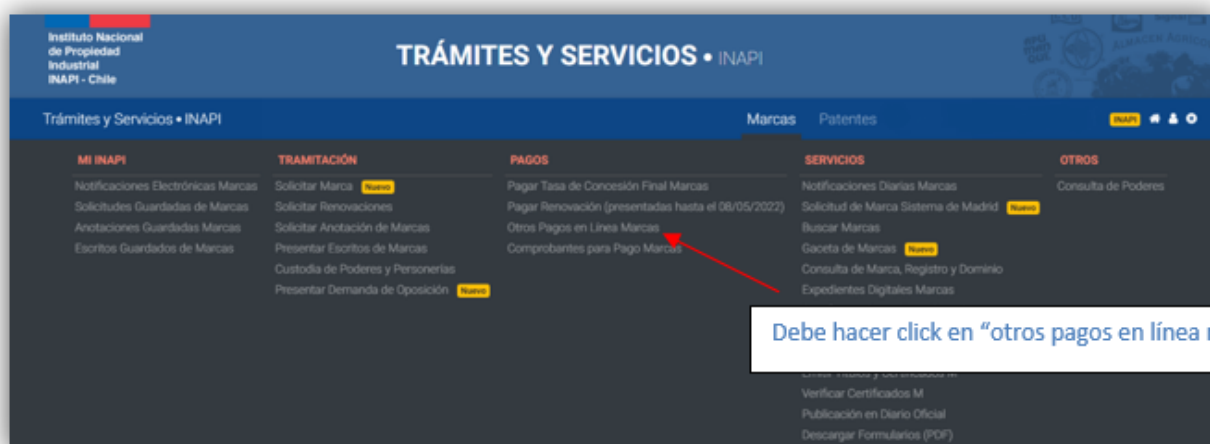 Instituto Nacional
de Propiedad
Industrial
INAPI - Chile
TRÁMITES Y SERVICIOS • INAPI
Trámites y Servicios • INAPI
Marcas
Patentes
INAPI
MI INAPI
Notificaciones Electrónicas Marcas
Solicitudes Guardadas de Marcas
Anotaciones Guardadas Marcas
Escritos Guardados de Marcas
TRAMITACIÓN
Solicitar Marca Nuevo
Solicitar Renovaciones
Solicitar Anotación de Marcas
Presentar Escritos de Marcas
Custodia de Poderes y Personerías
Presentar Demanda de Oposición Nuevo
PAGOS
Pagar Tasa de Concesión Final Marcas
Pagar Renovación (presentadas hasta el 08/05/2022)
Otros Pagos en Línea Marcas
Comprobantes para Pago Marcas
SERVICIOS
Notificaciones Diarias Marcas
Solicitud de Marca Sistema de Madrid Nuevo
Buscar Marcas
Gaceta de Marcas Nuevo
Consulta de Marca, Registro y Dominio
Expedientes Digitales Marcas
Debe hacer click en “otros pagos en línea
Emitir Títulos y Certificados M
Verificar Certificados M
Publicación en Diario Oficial
Descargar Formularios (PDF)
OTROS
Consulta de Poderes